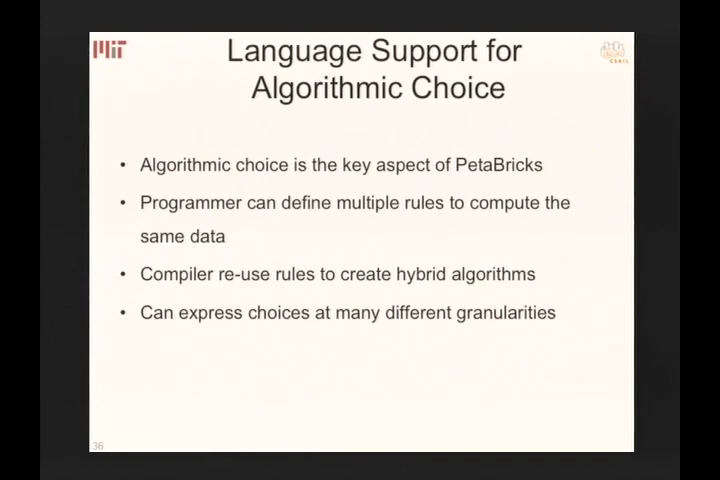 MIT
CSAIL
Language Support for
Algorithmic Choice
• Algorithmic choice is the key aspect of PetaBricks
• Programmer can define multiple rules to compute the
same data
• Compiler re-use rules to create hybrid algorithms
• Can express choices at many different granularities
36